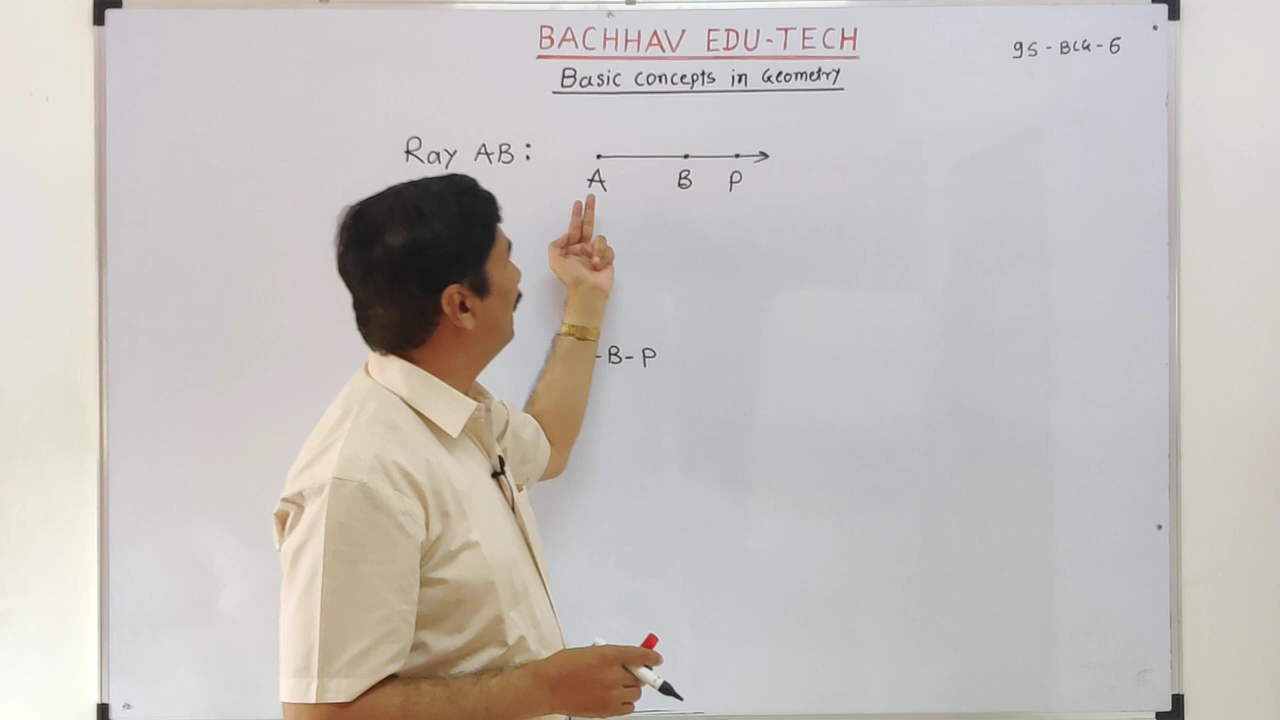 BACHHAV EDU-TECH
9S-BCG-6
Basic concepts in Geometry
Ray AB:
A B P
-B-P